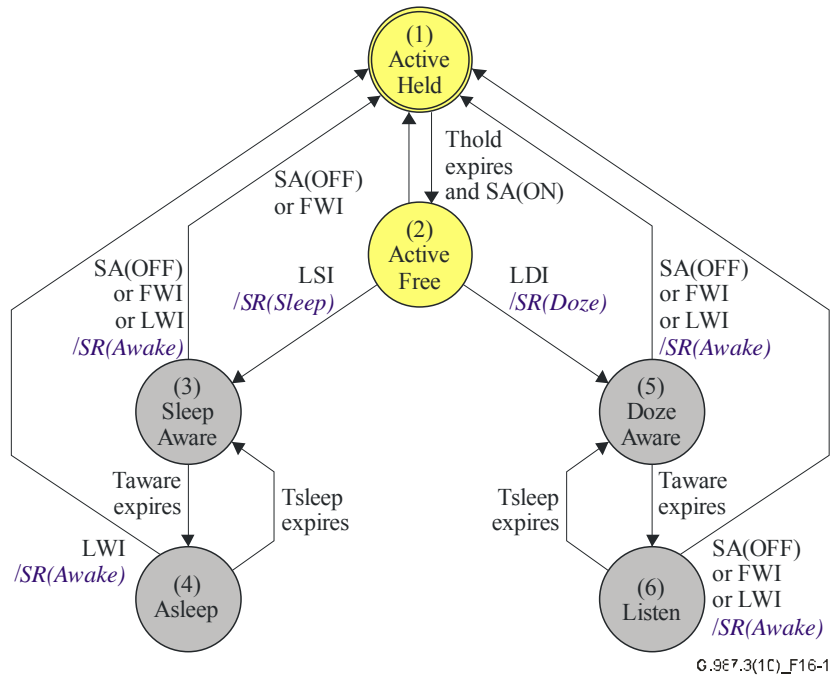 (1)
Active
Held
Thold
expires
and SA(ON)
SA(OFF)
or FWI
(2)
Active
Free
SA(OFF)
or FWI
or LWI
/SR(Awake)
LSI
/SR(Sleep)
LDI
/SR(Doze)
SA(OFF)
or FWI
or LWI
/SR(Awake)
(3)
Sleep
Aware
(5)
Doze
Aware
Taware
expires
Tsleep
expires
Tsleep
expires
Taware
expires
LWI
/SR(Awake)
(4)
Asleep
(6)
Listen
SA(OFF)
or FWI
or LWI
/SR(Awake)
G.987.3(10)_F16-1